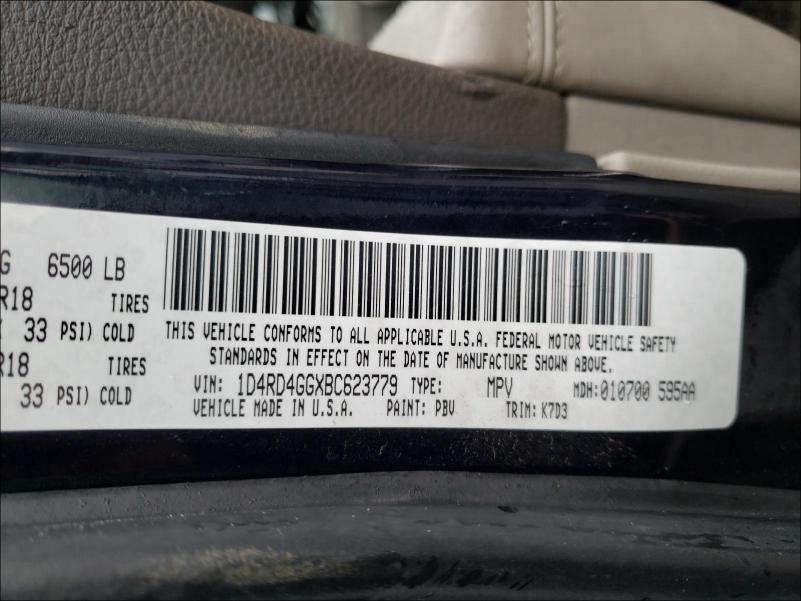 G 6500 LB
R18 TIRES
33 PSI) COLD
R18 TIRES
33 PSI) COLD
THIS VEHICLE CONFORMS TO ALL APPLICABLE U.S.A. FEDERAL MOTOR VEHICLE SAFETY
STANDARDS IN EFFECT ON THE DATE OF MANUFACTURE SHOWN ABOVE.
VIN: 1D4RD4GGXBC623779 TYPE: MPV MDH:010700 595AA
VEHICLE MADE IN U.S.A. PAINT: PBV TRIM: K7D3